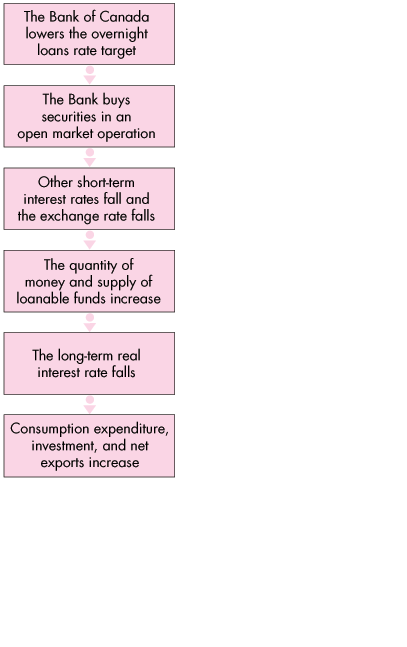 The Bank of Canada
lowers the overnight
loans rate target
The Bank buys
securities in an
open market operation
Other short-term
interest rates fall and
the exchange rate falls
The quantity of
money and supply of
loanable funds increase
The long-term real
interest rate falls
Consumption expenditure,
investment, and net
exports increase